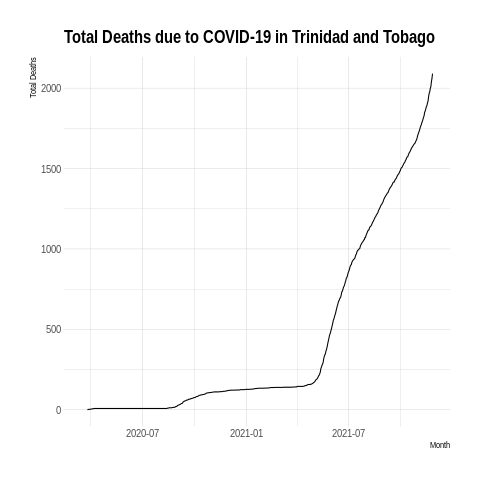 Total Deaths due to COVID-19 in Trinidad and Tobago
Total Deaths
2000
1500
1000
500
0
2020-07 2021-01 2021-07
Month